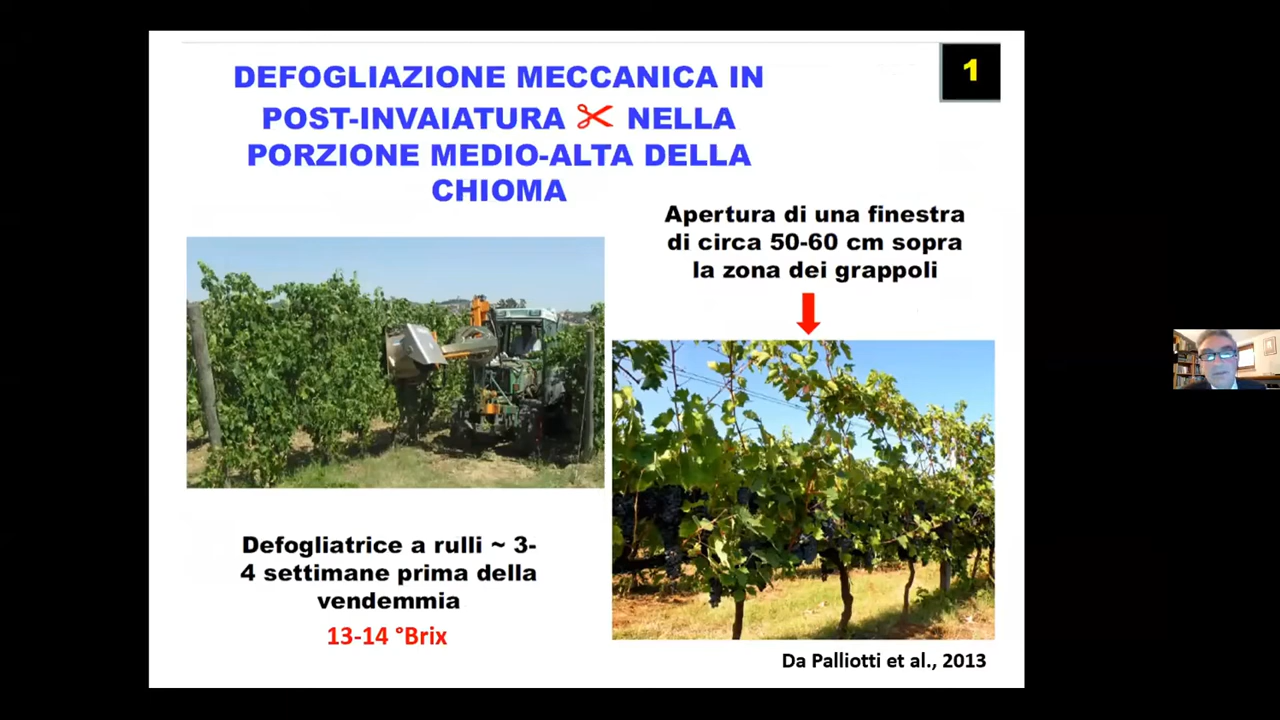 1
DEFOGLIAZIONE MECCANICA IN
POST-INVAIATURA NELLA
PORZIONE MEDIO-ALTA DELLA
CHIOMA
Apertura di una finestra
di circa 50-60 cm sopra
la zona dei grappoli
Defogliatrice a rulli ~ 3-
4 settimane prima della
vendemmia
13-14 °Brix
Da Palliotti et al., 2013